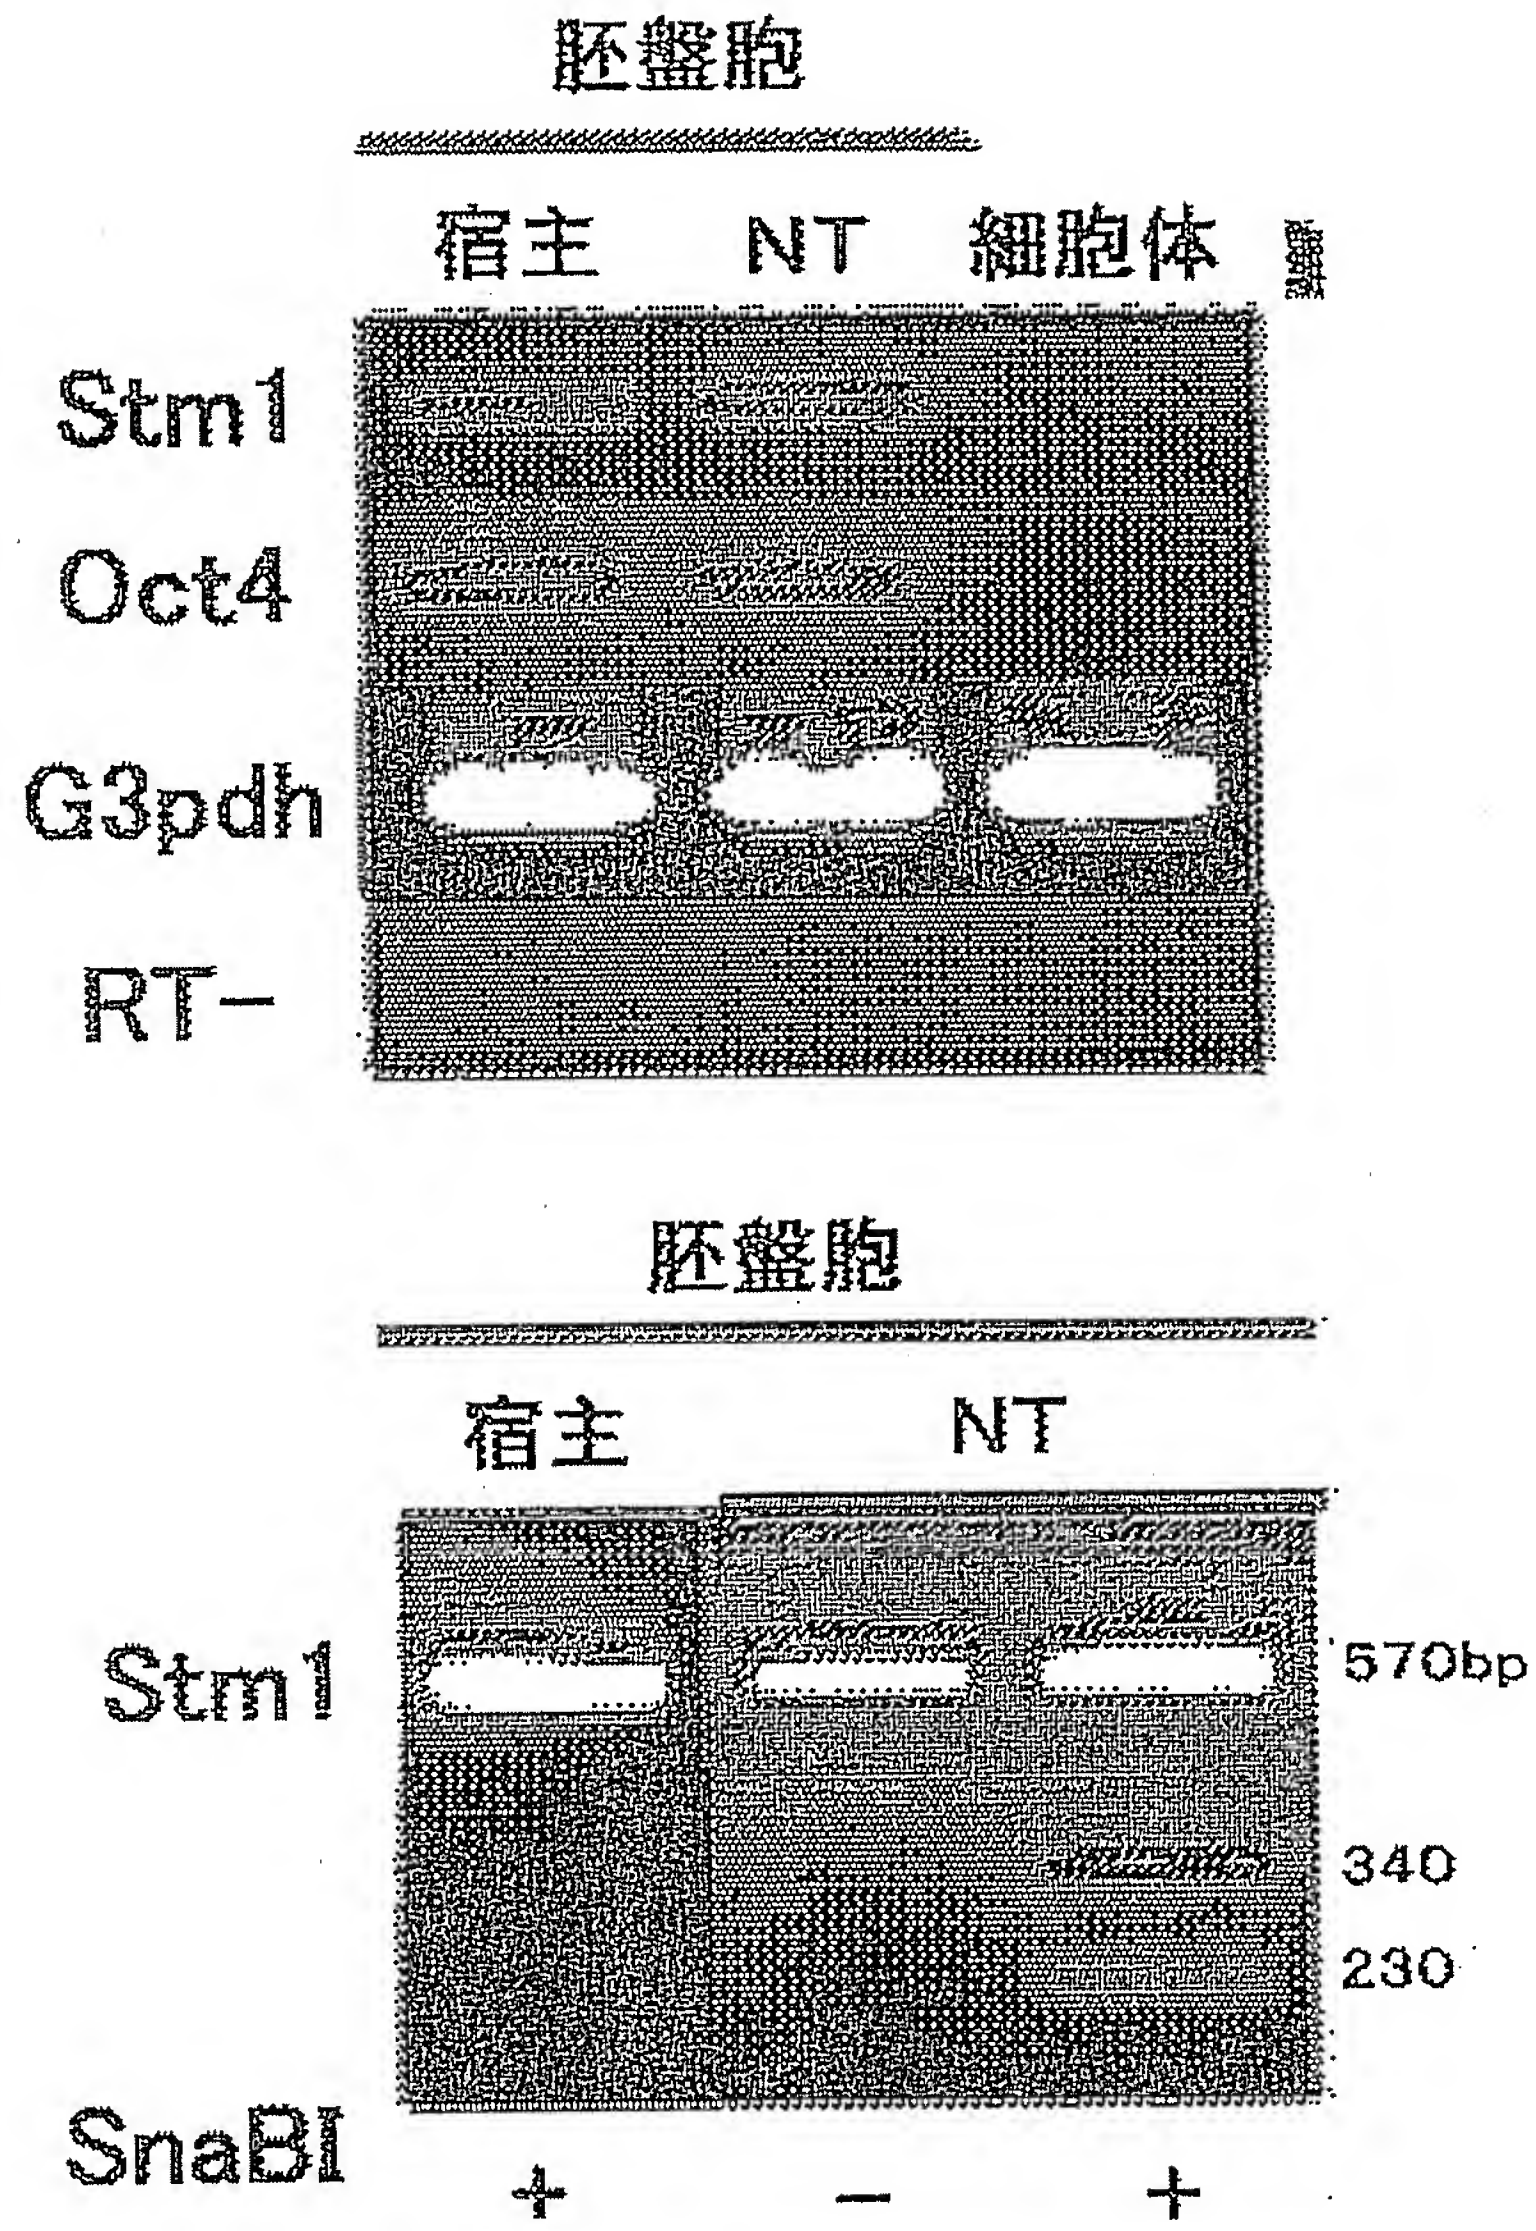 胚盤胞
宿主 NT 細胞体
Stm1
Oct4
G3pdh
RT-
胚盤胞
宿主 NT
Stm1
570bp
340
230
SnaBI
+ - +